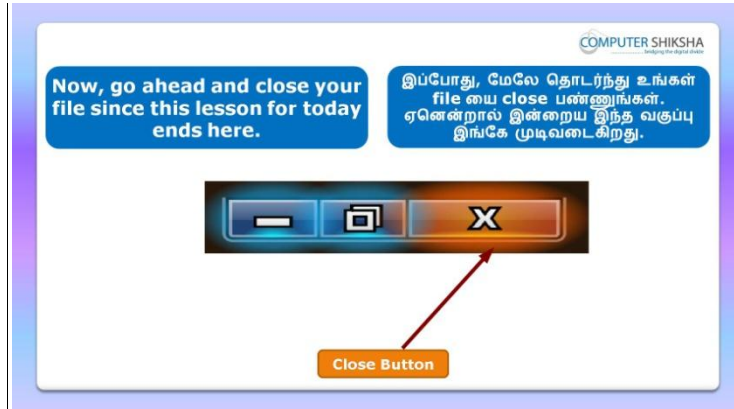 COMPUTER SHIKSHA
bridging the digital divide
Now, go ahead and close your
file since this lesson for today
ends here.
இப்போது, மேலே தொடர்ந்து உங்கள்
file யை close பண்ணுங்கள்.
ஏனென்றால் இன்றைய இந்த வகுப்பு
இங்கே முடிவடைகிறது.
Close Button